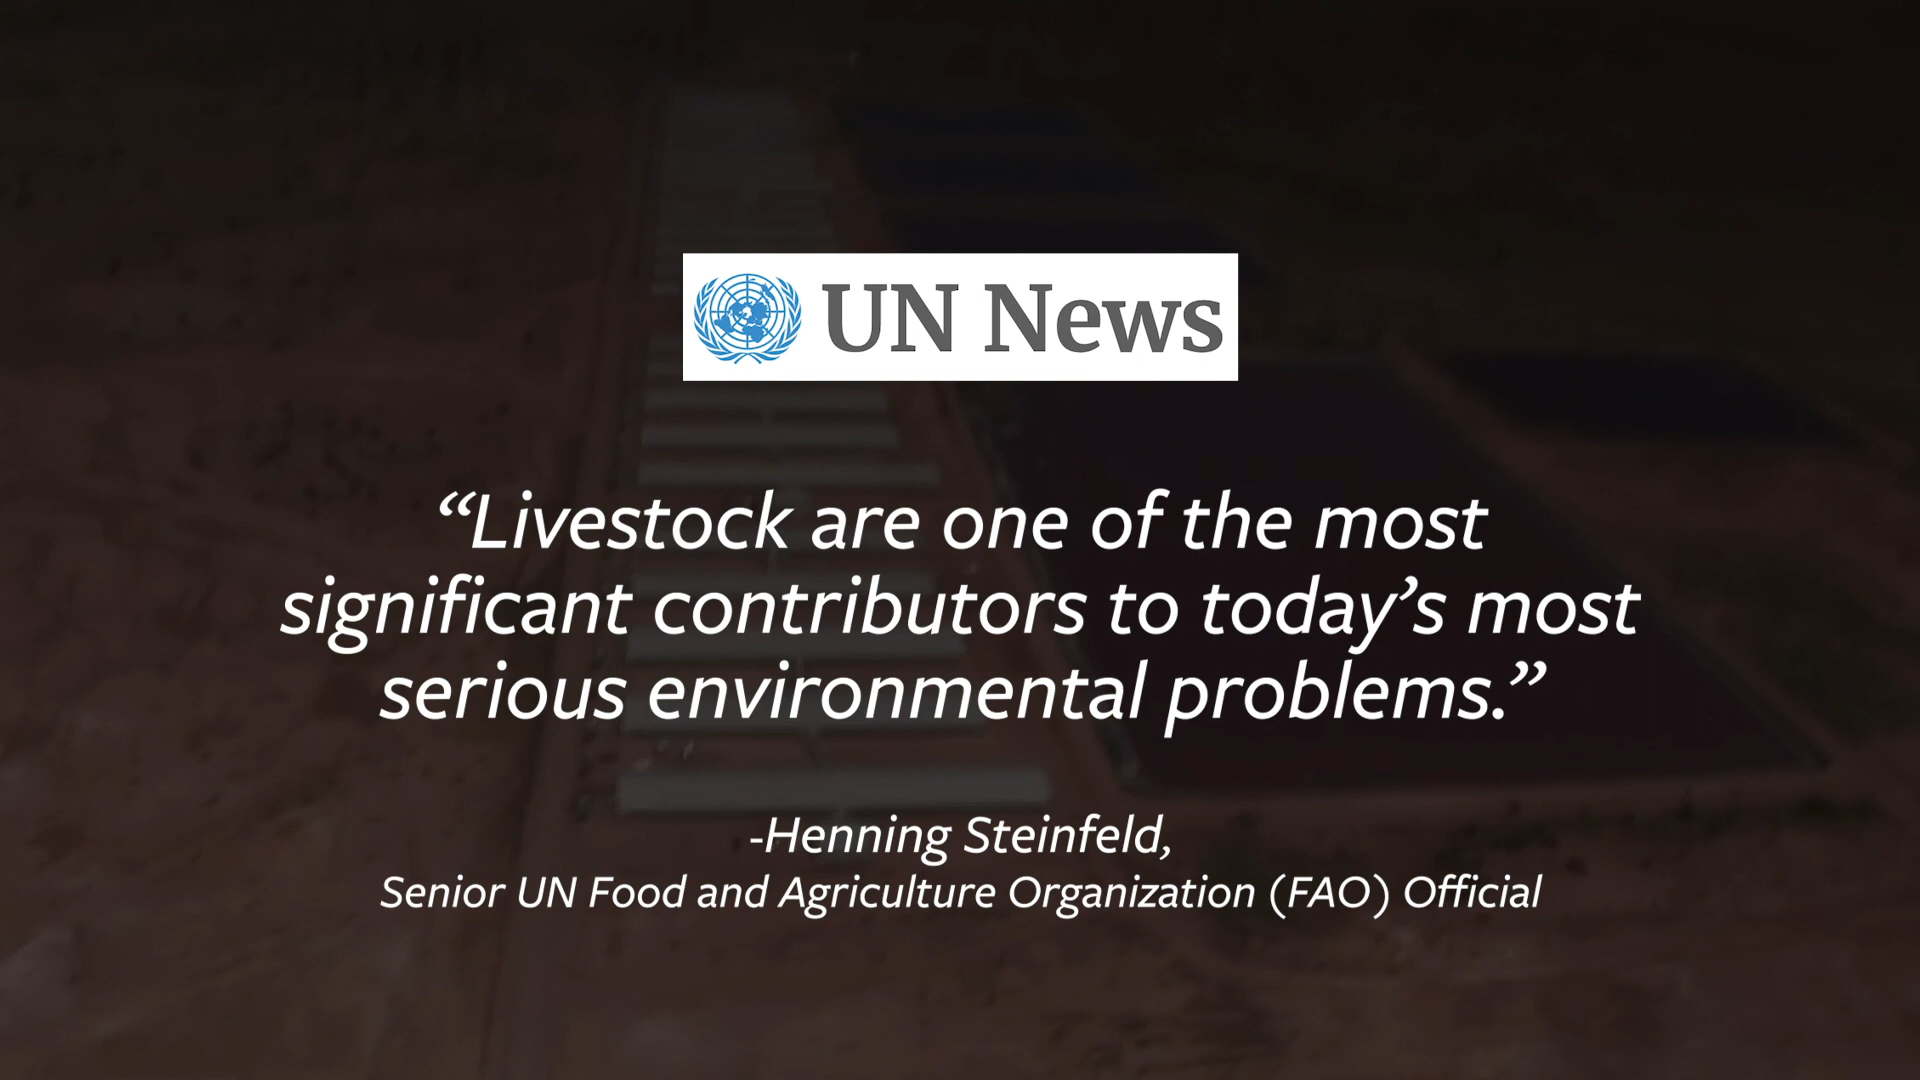 UN News
“Livestock are one of the most
significant contributors to today’s most
serious environmental problems.”
-Henning Steinfeld,
Senior UN Food and Agriculture Organization (FAO) Official